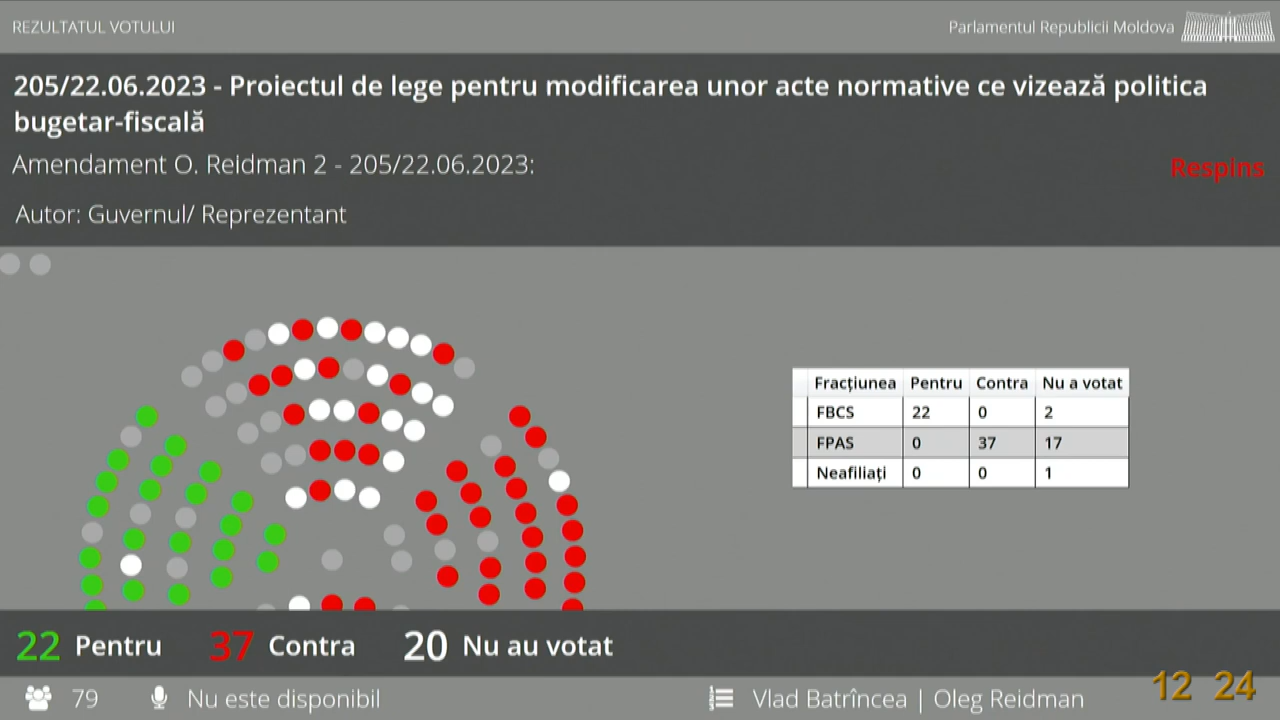 REZULTATUL VOTULUI
Parlamentul Republicii Moldova
205/22.06.2023 - Proiectul de lege pentru modificarea unor acte normative ce vizează politica
bugetar-fiscală
Amendament O. Reidman 2 - 205/22.06.2023:
Respins
Autor: Guvernul/ Reprezentant
Fracțiunea Pentru Contra Nu a votat
FBCS 22 0 2
FPAS 0 37 17
Neafiliați 0 0 1
22 Pentru 37 Contra 20 Nu au votat
79 Nu este disponibil
Vlad Batrîncea | Oleg Reidman
12 24